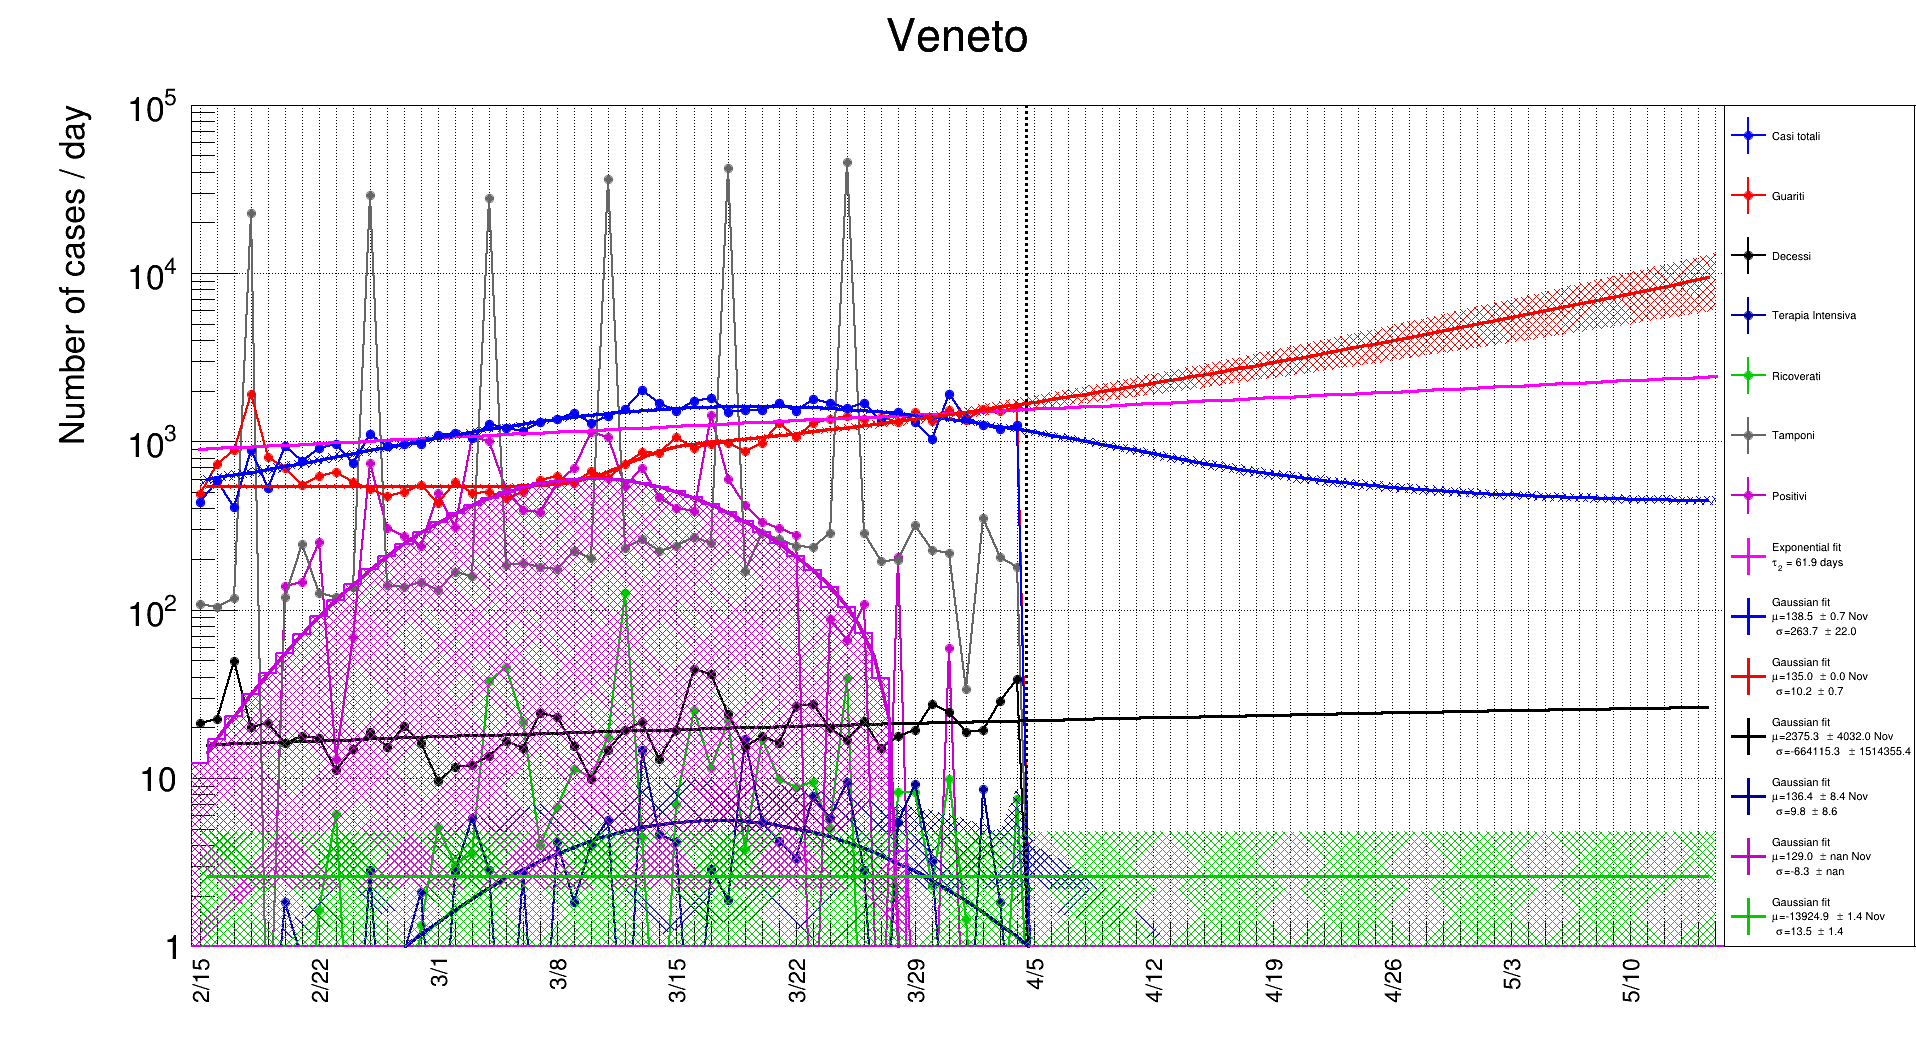 Veneto
Number of cases / day
10^5
10^4
10^3
10^2
10
1
2/15
2/22
3/1
3/8
3/15
3/22
3/29
4/5
4/12
4/19
4/26
5/3
5/10
Casi totali
Guariti
Decessi
Terapia Intensiva
Ricoverati
Tamponi
Positivi
Exponential fit
τ_2 = 61.9 days
Gaussian fit
μ=138.5 ± 0.7 Nov
σ=263.7 ± 22.0
Gaussian fit
μ=135.0 ± 0.0 Nov
σ=10.2 ± 0.7
Gaussian fit
μ=2375.3 ± 4032.0 Nov
σ=-664115.3 ± 1514355.4
Gaussian fit
μ=136.4 ± 8.4 Nov
σ=9.8 ± 8.6
Gaussian fit
μ=129.0 ± nan Nov
σ=-8.3 ± nan
Gaussian fit
μ=-13924.9 ± 1.4 Nov
σ=13.5 ± 1.4